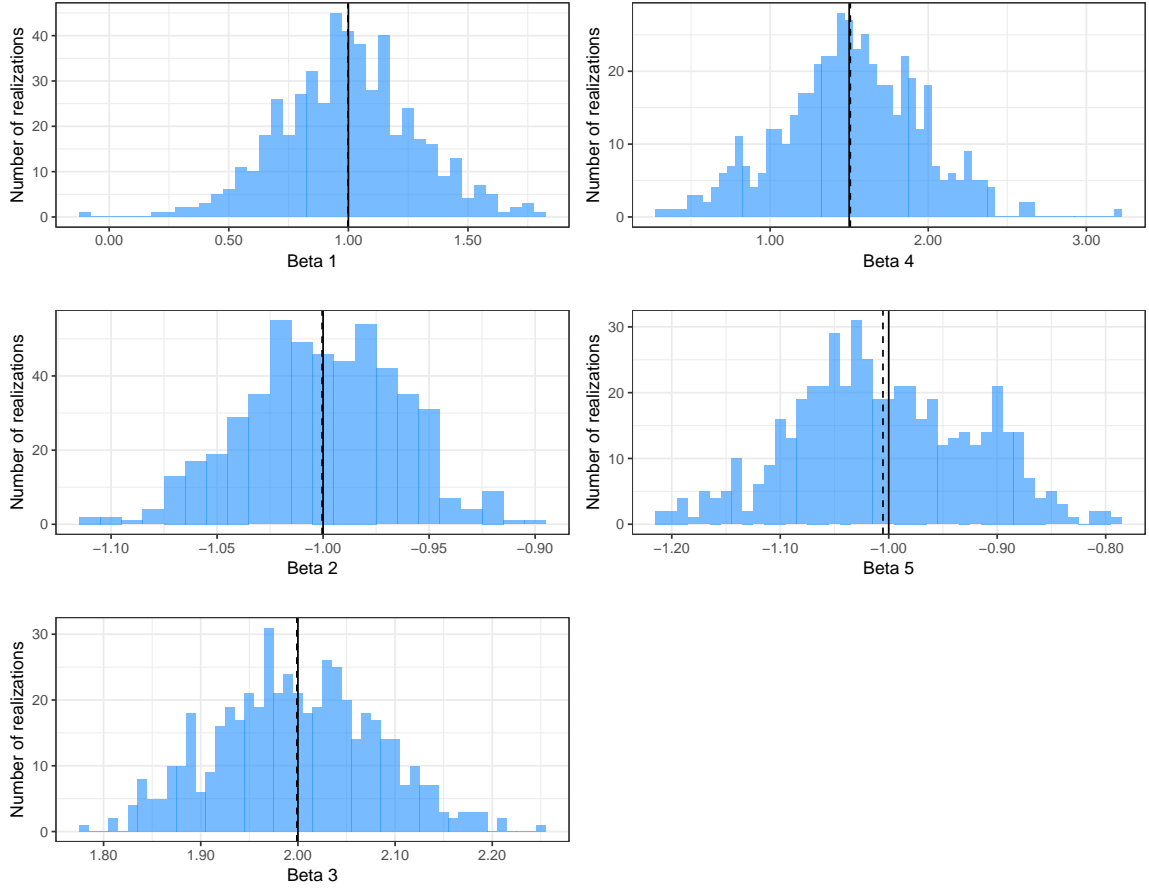 Number of realizations
40
30
20
10
0
0.00 0.50 1.00 1.50
Beta 1
Number of realizations
20
10
0
1.00 2.00 3.00
Beta 4
Number of realizations
40
20
0
−1.10 −1.05 −1.00 −0.95 −0.90
Beta 2
Number of realizations
30
20
10
0
−1.20 −1.10 −1.00 −0.90 −0.80
Beta 5
Number of realizations
30
20
10
0
1.80 1.90 2.00 2.10 2.20
Beta 3